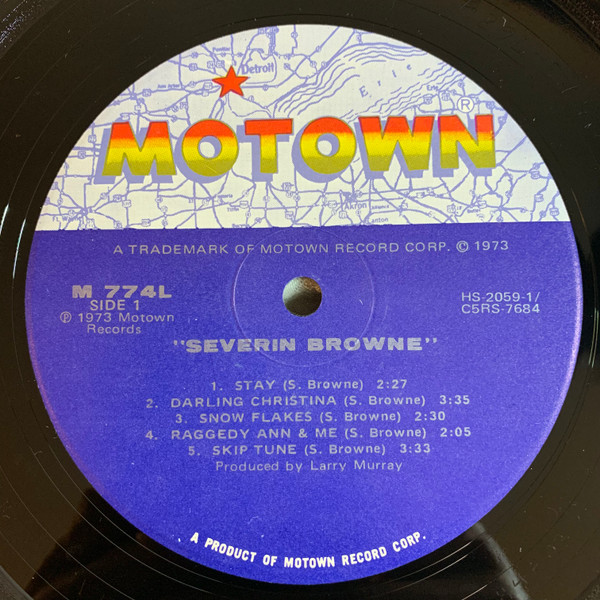 Detroit
Erie
MOTOWN®
Akron
Canton
A TRADEMARK OF MOTOWN RECORD CORP. © 1973
M 774L
SIDE 1
℗ 1973 Motown
Records
HS-2059-1/
C5RS-7684
"SEVERIN BROWNE"
1. STAY (S. Browne) 2:27
2. DARLING CHRISTINA (S. Browne) 3:35
3. SNOW FLAKES (S. Browne) 2:30
4. RAGGEDY ANN & ME (S. Browne) 2:05
5. SKIP TUNE (S. Browne) 3:33
Produced by Larry Murray
A PRODUCT OF MOTOWN RECORD CORP.